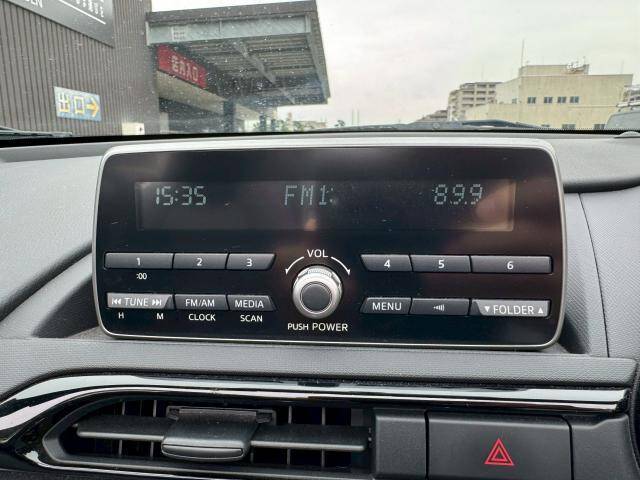 出口
15:35 FM1: 89.9
VOL
1 2 3 4 5 6
:00
TUNE FM/AM MEDIA MENU FOLDER
H M CLOCK SCAN PUSH POWER